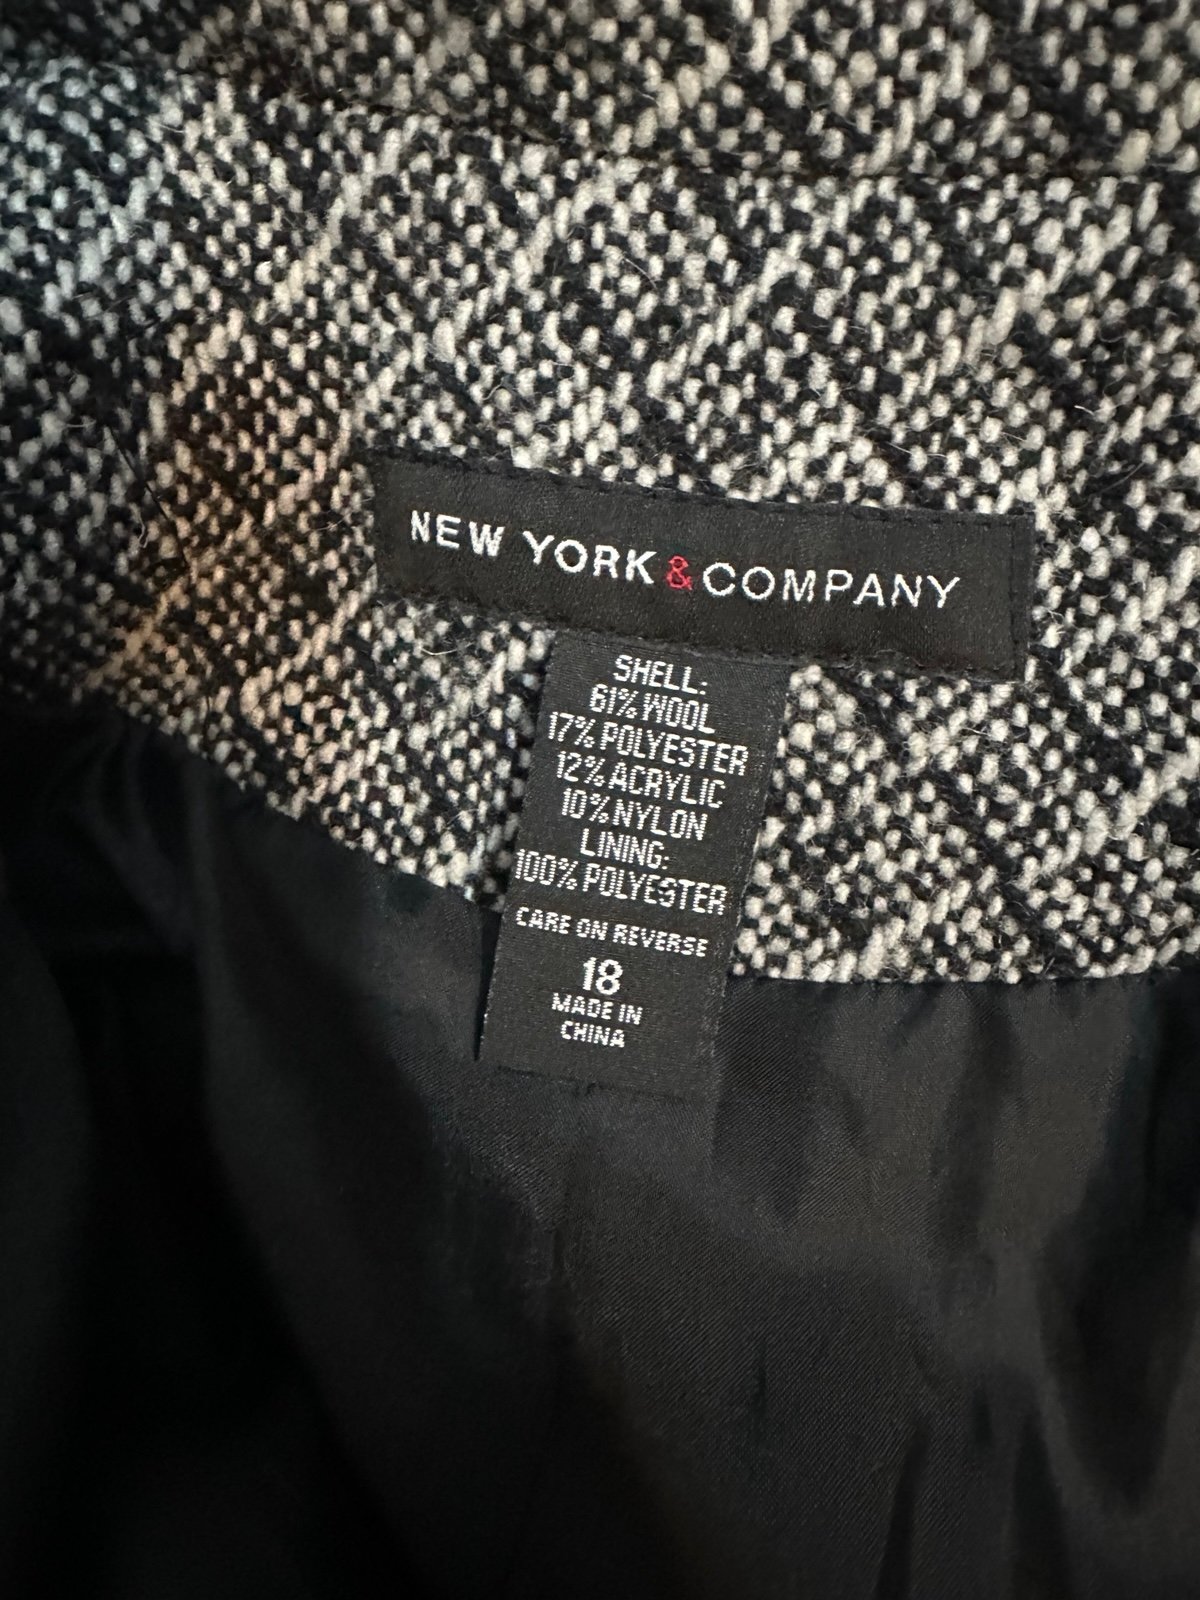 NEW YORK & COMPANY
SHELL:
61% WOOL
17% POLYESTER
12% ACRYLIC
10% NYLON
LINING:
100% POLYESTER
CARE ON REVERSE
18
MADE IN
CHINA